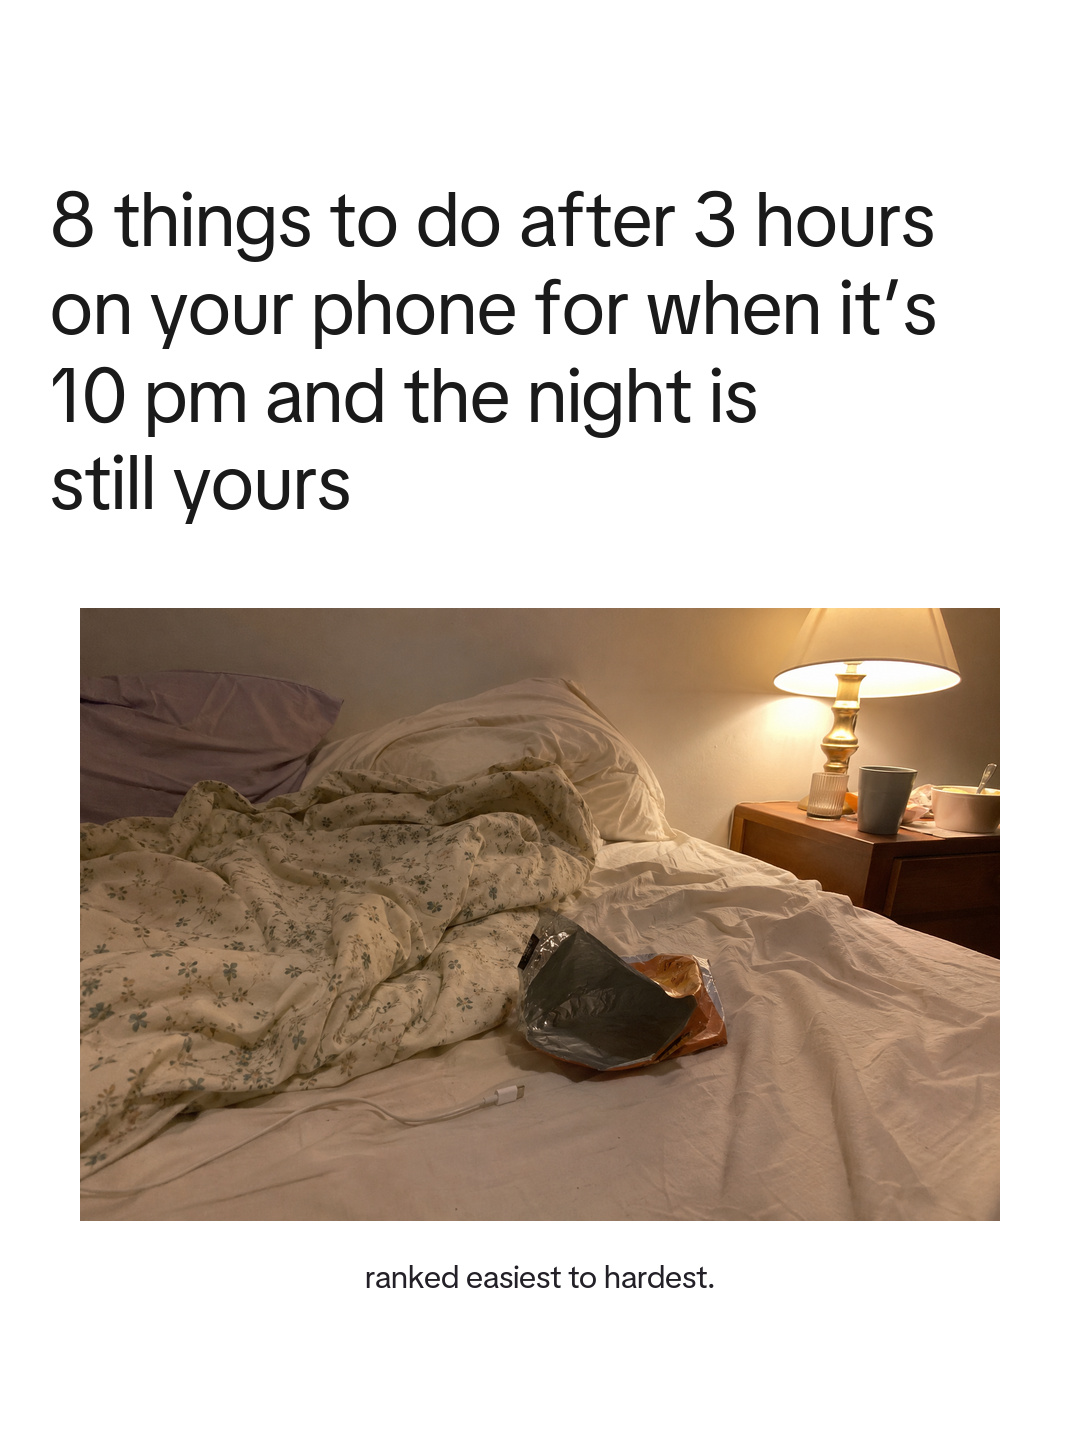 8 things to do after 3 hours
on your phone for when it’s
10 pm and the night is
still yours
ranked easiest to hardest.